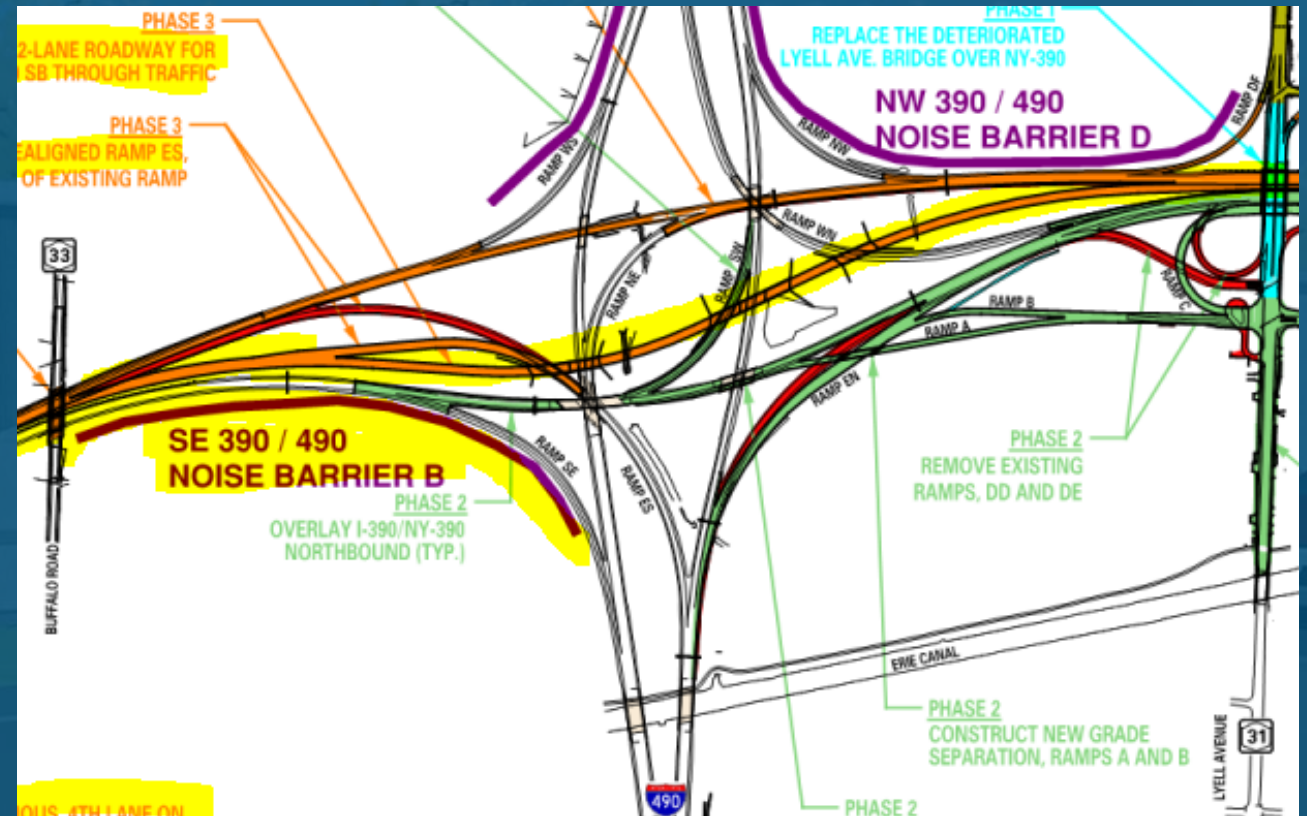 PHASE 3
2-LANE ROADWAY FOR
SB THROUGH TRAFFIC
PHASE 3
EALIGNED RAMP ES,
OF EXISTING RAMP
PHASE 1
REPLACE THE DETERIORATED
LYELL AVE. BRIDGE OVER NY-390
NW 390 / 490
NOISE BARRIER D
RAMP DF
RAMP WS
RAMP NW
RAMP WN
RAMP NE
RAMP SW
RAMP C
RAMP B
RAMP A
RAMP EN
33
SE 390 / 490
NOISE BARRIER B
RAMP SE
RAMP ES
PHASE 2
OVERLAY I-390/NY-390
NORTHBOUND (TYP.)
PHASE 2
REMOVE EXISTING
RAMPS, DD AND DE
BUFFALO ROAD
ERIE CANAL
PHASE 2
CONSTRUCT NEW GRADE
SEPARATION, RAMPS A AND B
LYELL AVENUE
31
490
PHASE 2
4TH LANE ON